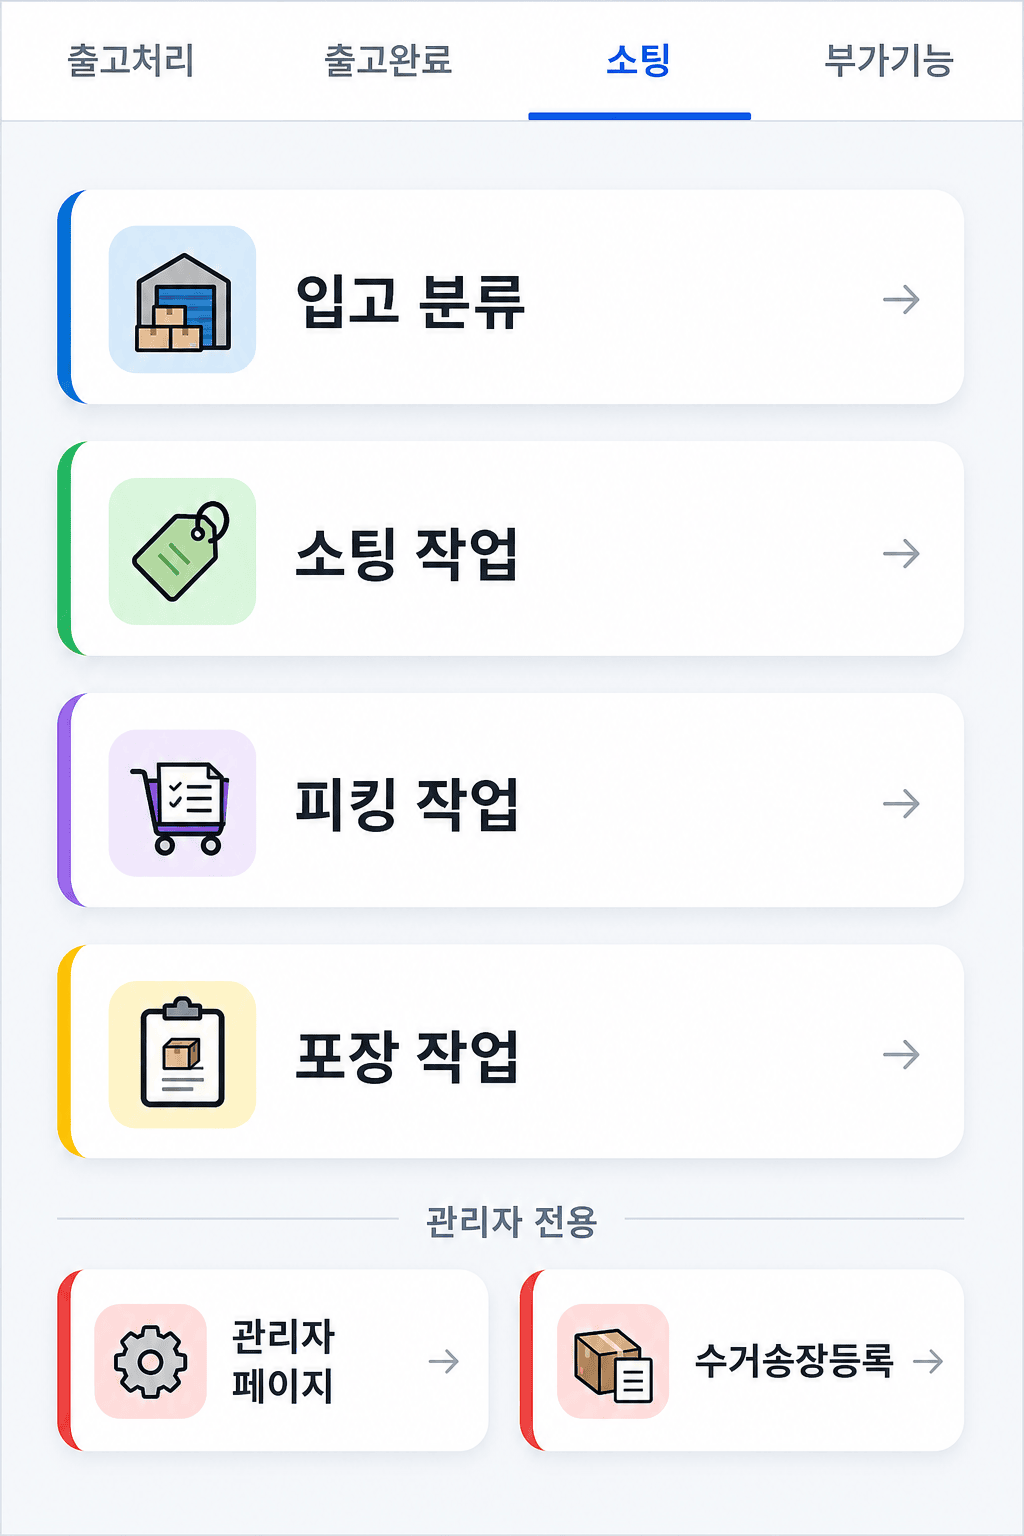 출고처리 출고완료 소팅 부가기능
입고 분류
소팅 작업
피킹 작업
포장 작업
관리자 전용
관리자
페이지
수거송장등록